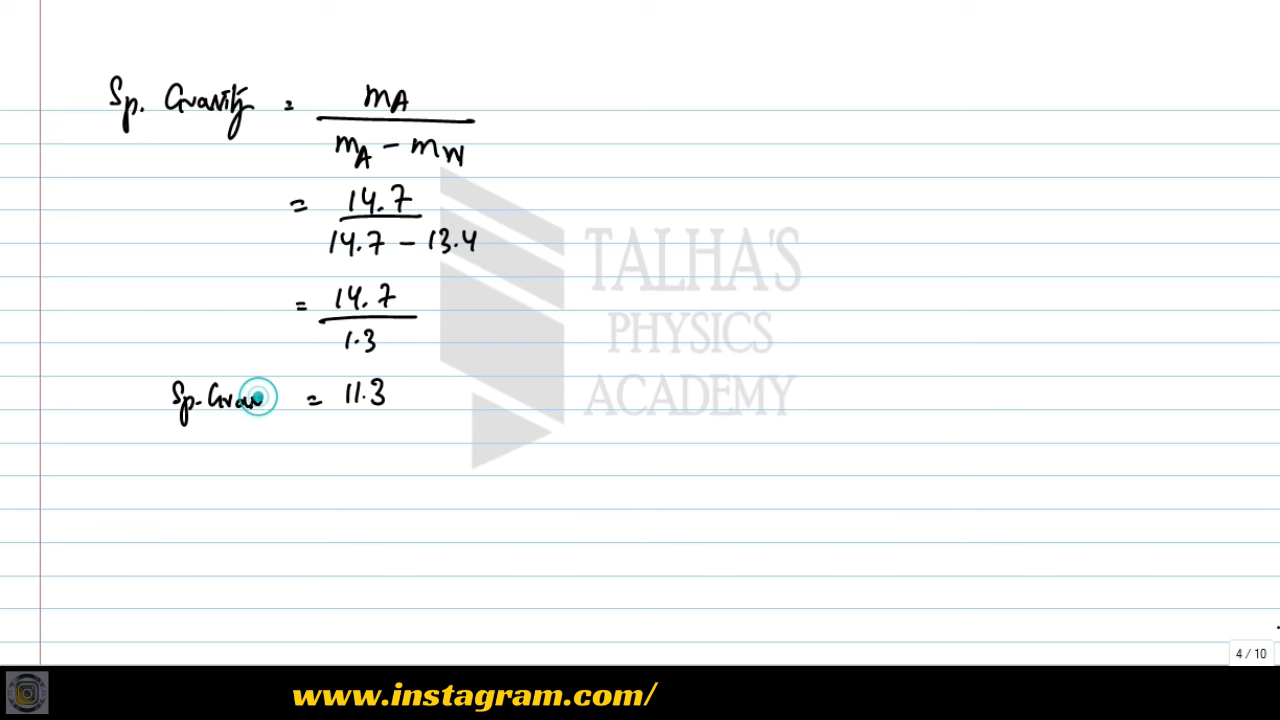 Sp. Gravity = mA
mA - mW
= 14.7
14.7 - 13.4
= 14.7
1.3
Sp. Grav = 11.3
TALHA'S
PHYSICS
ACADEMY
4 / 10
www.instagram.com/